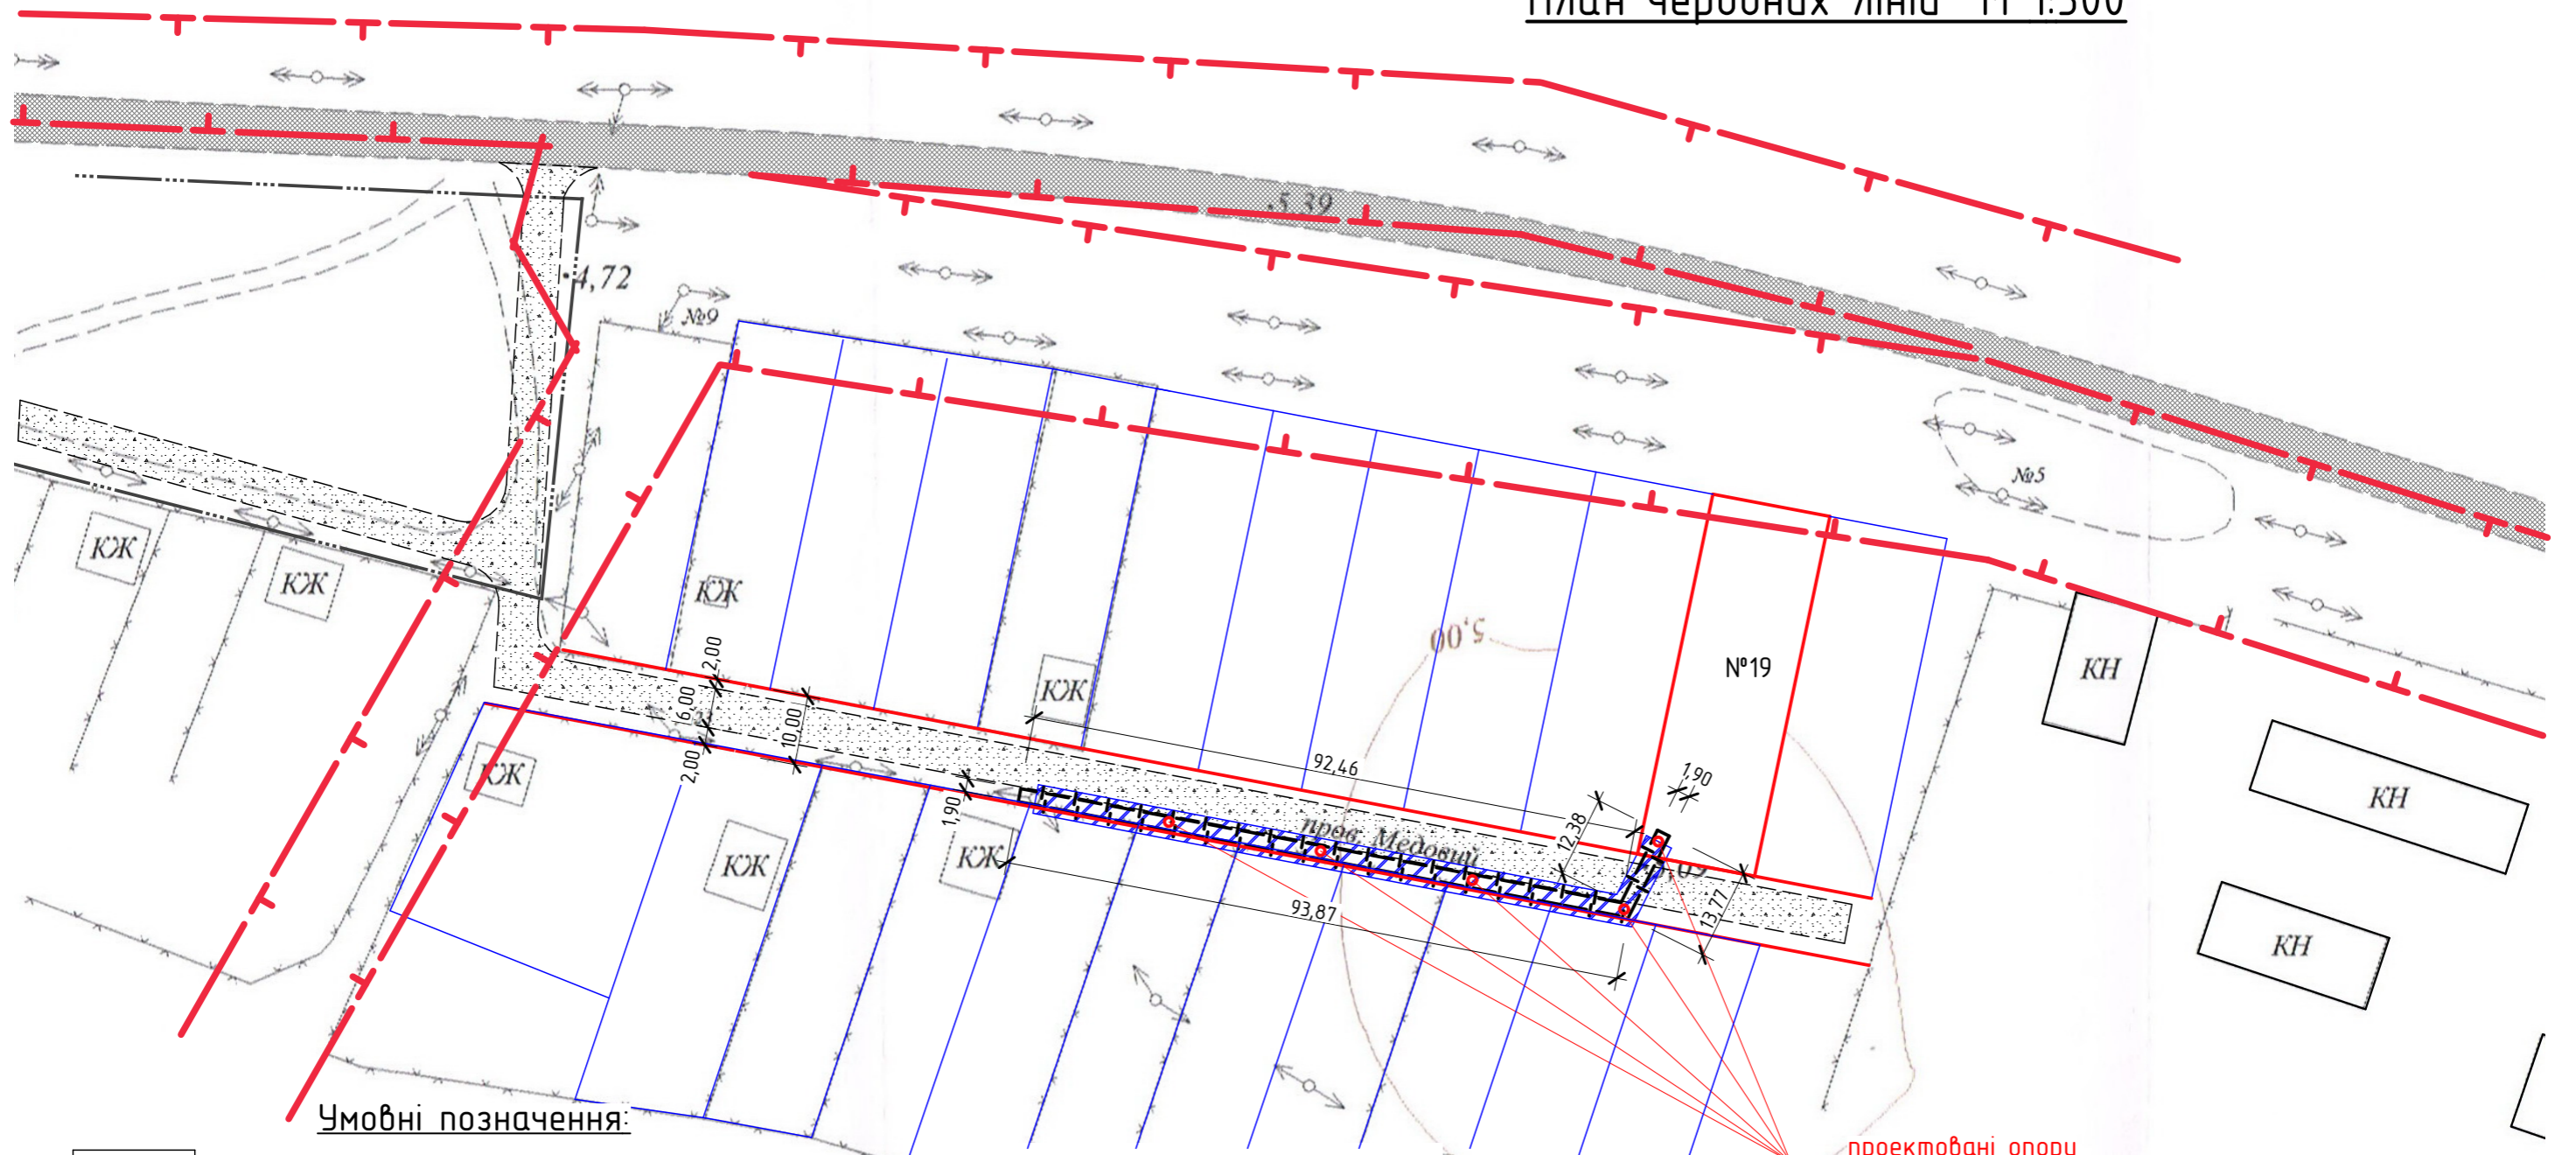 План червоних ліній М 1:500
5,39
4,72
№9
№5
КЖ
КЖ
КЖ
5,00
№19
КН
2,00
6,00
10,00
КЖ
2,00
КЖ
92,46
1,90
КН
1,90
пров. Медовий
12,38
КЖ
КЖ
13,77
93,87
КН
Умовні позначення:
проектовані опори